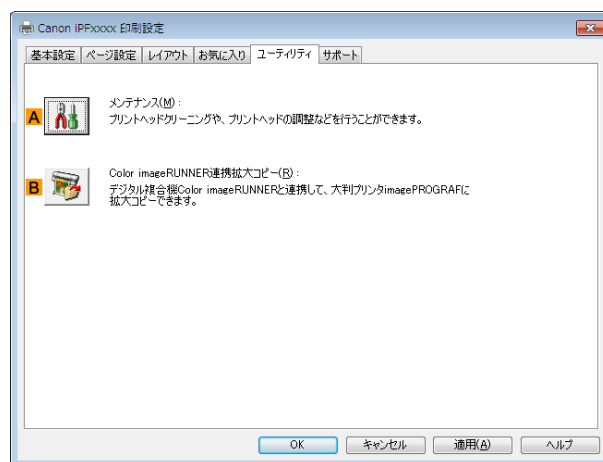 Canon iPFxxxx 印刷設定
基本設定 ページ設定 レイアウト お気に入り ユーティリティ サポート
A
メンテナンス(M) :
プリントヘッドクリーニングや、プリントヘッドの調整などを行うことができます。
B
Color imageRUNNER連携拡大コピー(R) :
デジタル複合機Color imageRUNNERと連携して、大判プリンタimagePROGRAFに
拡大コピーできます。
OK キャンセル 適用(A) ヘルプ